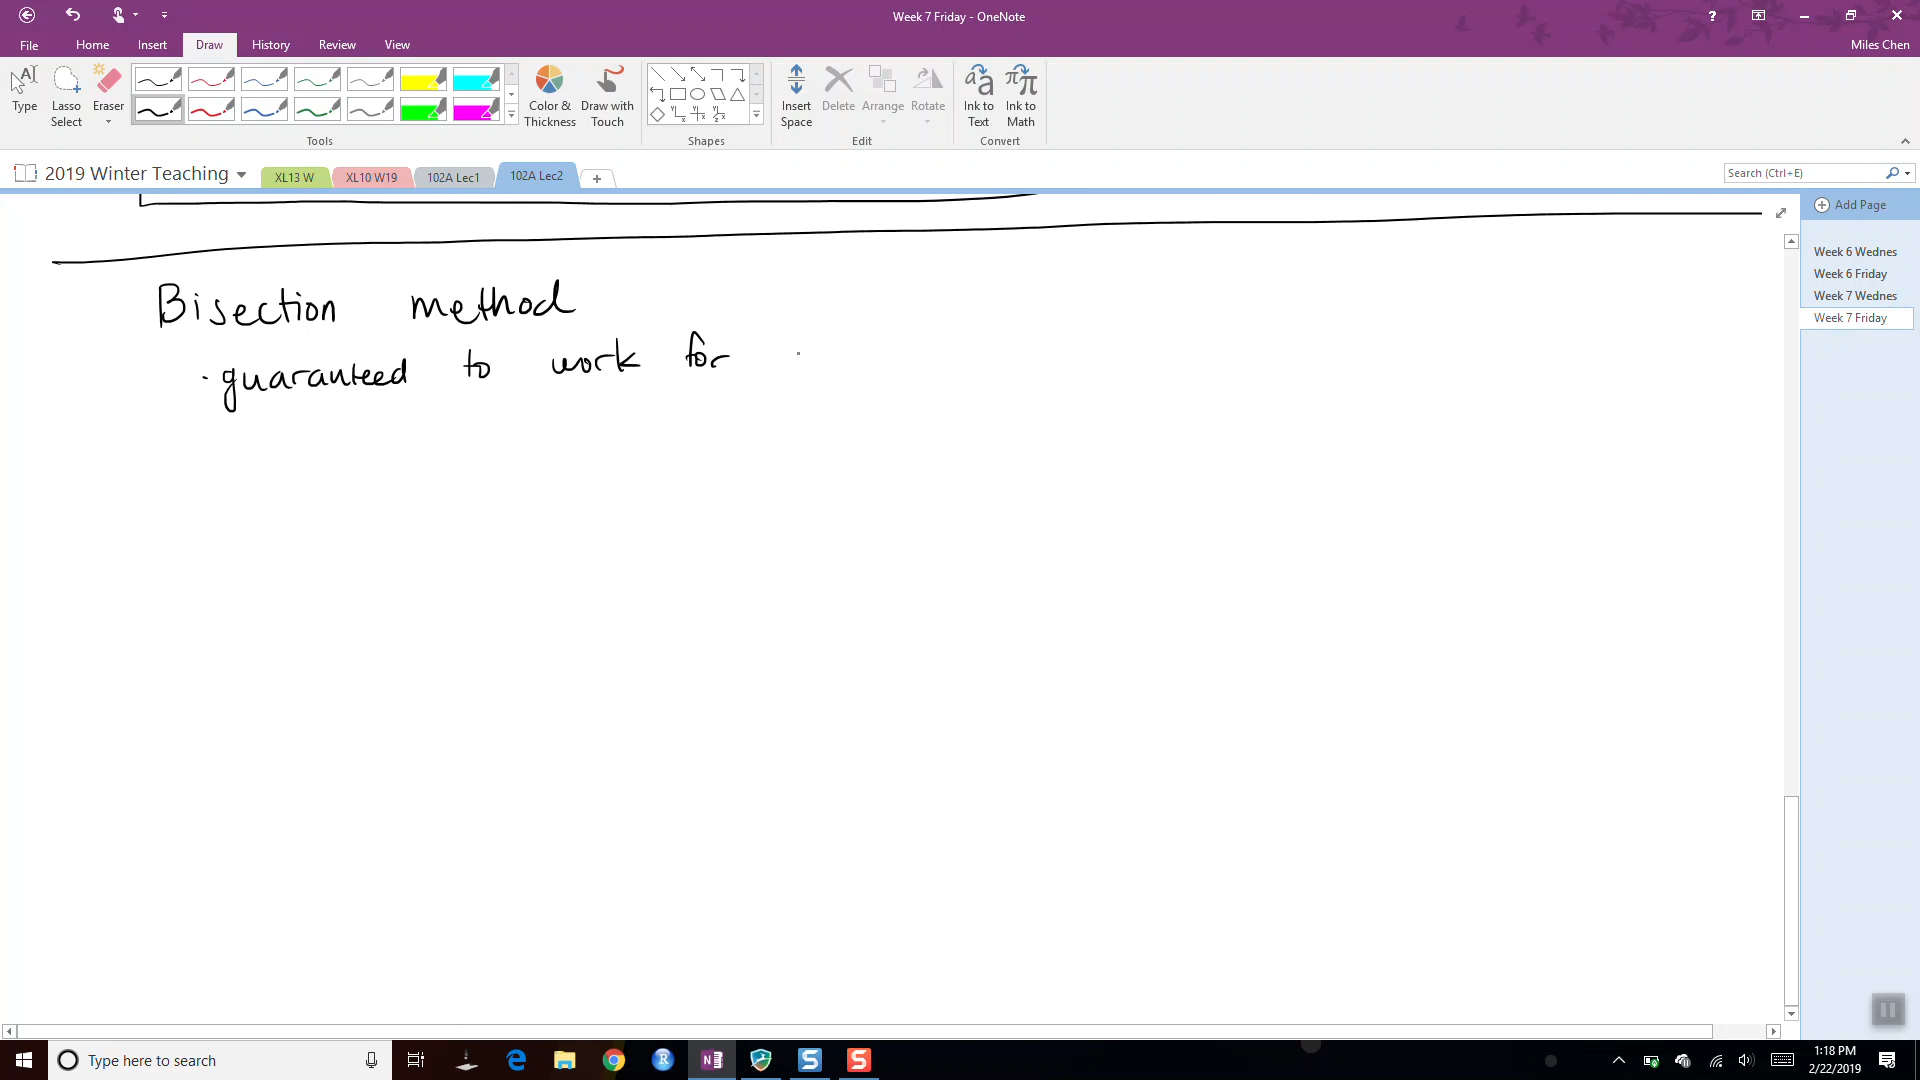 Week 7 Friday - OneNote
File Home Insert Draw History Review View
Miles Chen
Type Lasso Select Eraser Color & Thickness Draw with Touch Insert Space Delete Arrange Rotate Ink to Text Ink to Math
Tools Shapes Edit Convert
2019 Winter Teaching XL13 W XL10 W19 102A Lec1 102A Lec2
Search (Ctrl+E)
Add Page
Week 6 Wednes
Week 6 Friday
Week 7 Wednes
Week 7 Friday
Bisection method
· guaranteed to work for
Type here to search
1:18 PM
2/22/2019